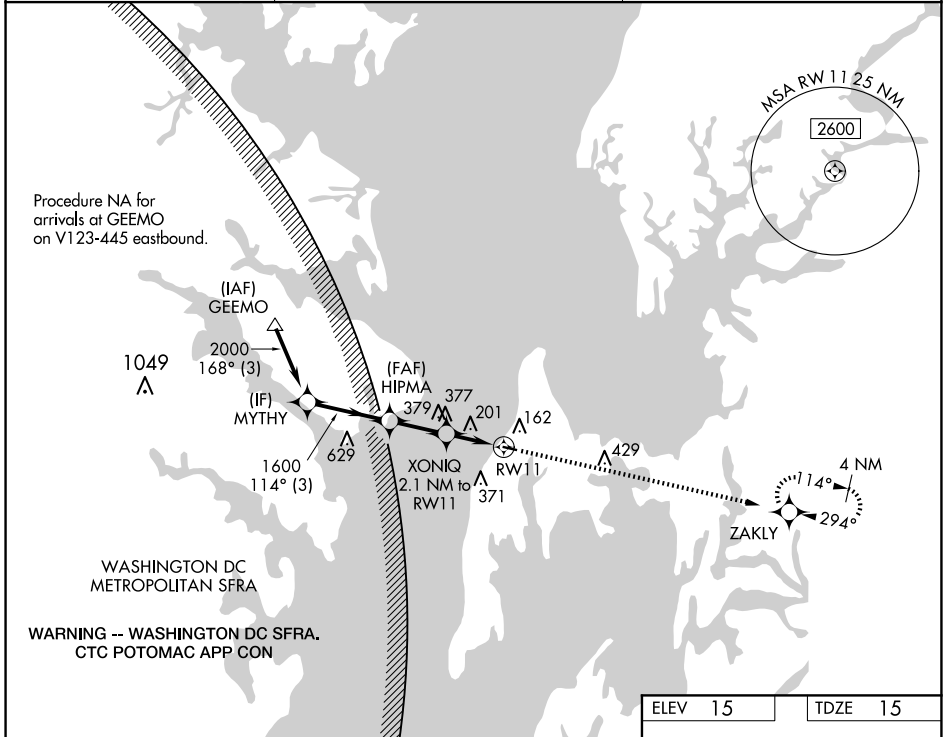 MSA RW 11 25 NM
2600
Procedure NA for
arrivals at GEEMO
on V123-445 eastbound.
(IAF)
GEEMO
2000
168° (3)
1049
(IF)
MYTHY
(FAF)
HIPMA
379
377
201
162
629
1600
114° (3)
XONIQ
2.1 NM to
RW11
371
RW11
429
4 NM
114°
294°
ZAKLY
WASHINGTON DC
METROPOLITAN SFRA
WARNING -- WASHINGTON DC SFRA.
CTC POTOMAC APP CON
ELEV 15
TDZE 15